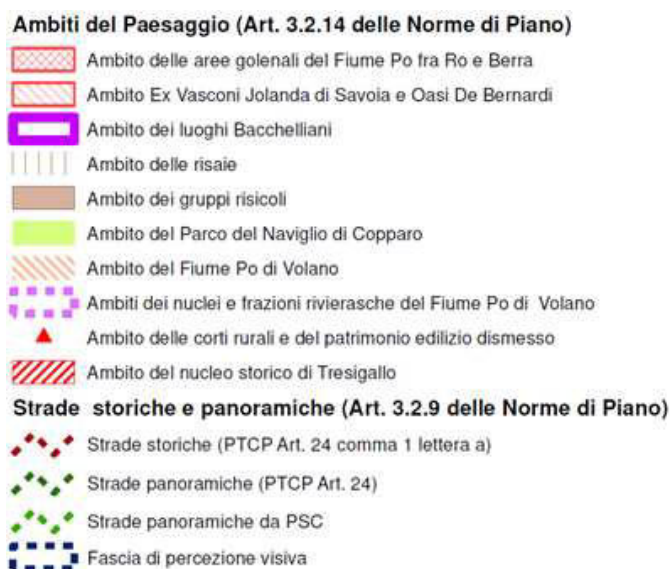 Ambiti del Paesaggio (Art. 3.2.14 delle Norme di Piano)
Ambito delle aree golenali del Fiume Po fra Ro e Berra
Ambito Ex Vasconi Jolanda di Savoia e Oasi De Bernardi
Ambito dei luoghi Bacchelliani
Ambito delle risaie
Ambito dei gruppi risicoli
Ambito del Parco del Naviglio di Copparo
Ambito del Fiume Po di Volano
Ambiti dei nuclei e frazioni rivierasche del Fiume Po di Volano
Ambito delle corti rurali e del patrimonio edilizio dismesso
Ambito del nucleo storico di Tresigallo
Strade storiche e panoramiche (Art. 3.2.9 delle Norme di Piano)
Strade storiche (PTCP Art. 24 comma 1 lettera a)
Strade panoramiche (PTCP Art. 24)
Strade panoramiche da PSC
Fascia di percezione visiva